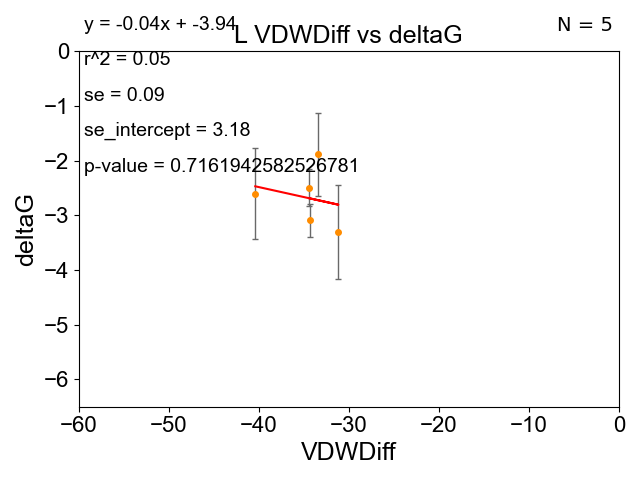 y = -0.04x + -3.94
N = 5
L VDWDiff vs deltaG
r^2 = 0.05
se = 0.09
se_intercept = 3.18
p-value = 0.7161942582526781
deltaG
0
−1
−2
−3
−4
−5
−6
−60
−50
−40
−30
−20
−10
0
VDWDiff